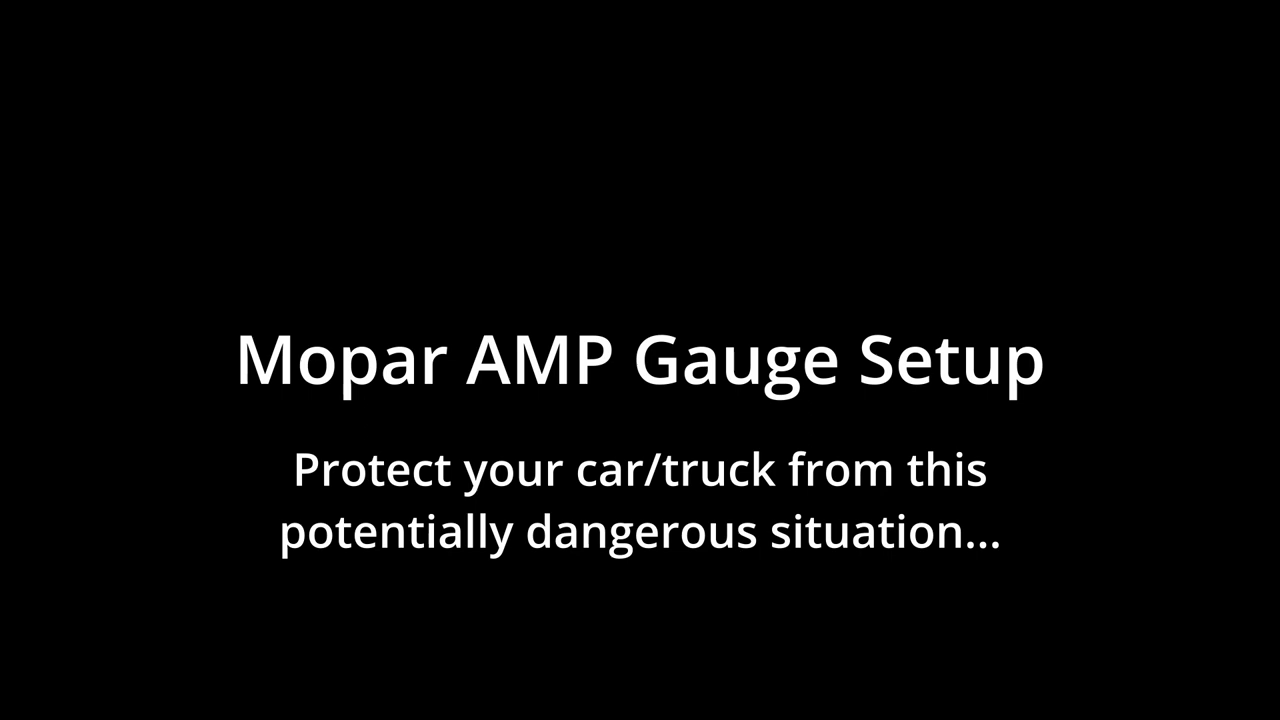 Mopar AMP Gauge Setup
Protect your car/truck from this
potentially dangerous situation...